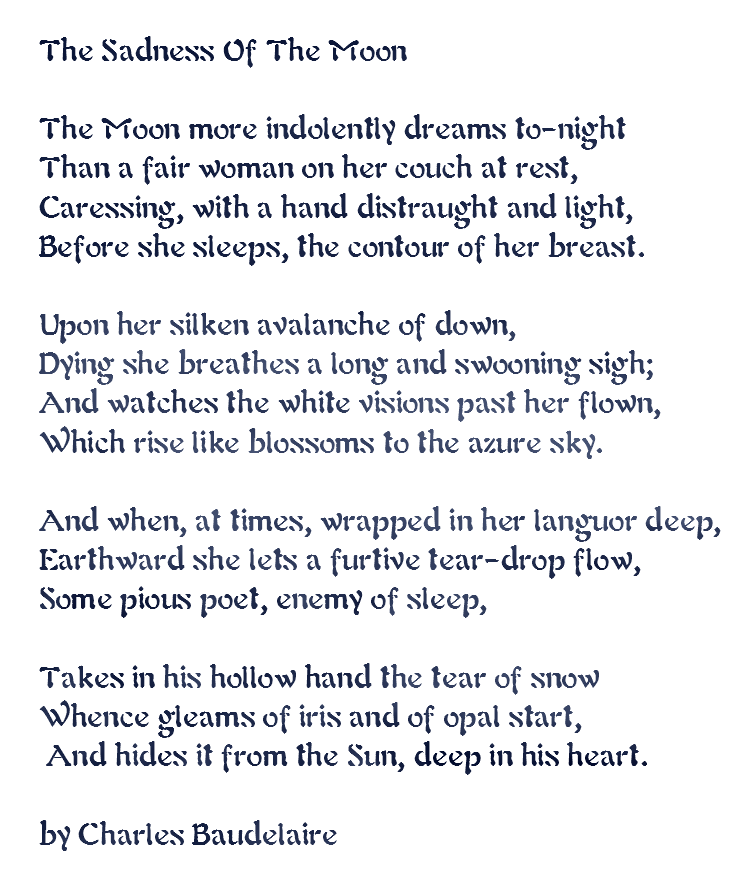 The Sadness Of The Moon
The Moon more indolently dreams to-night
Than a fair woman on her couch at rest,
Caressing, with a hand distraught and light,
Before she sleeps, the contour of her breast.
Upon her silken avalanche of down,
Dying she breathes a long and swooning sigh;
And watches the white visions past her flown,
Which rise like blossoms to the azure sky.
And when, at times, wrapped in her languor deep,
Earthward she lets a furtive tear-drop flow,
Some pious poet, enemy of sleep,
Takes in his hollow hand the tear of snow
Whence gleams of iris and of opal start,
And hides it from the Sun, deep in his heart.
by Charles Baudelaire